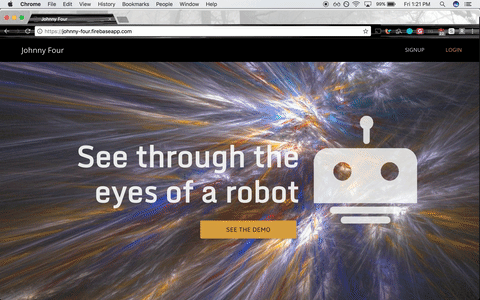 Chrome File Edit View History Bookmarks People Window Help
99% Fri 1:21 PM
Johnny Four
https://johnny-four.firebaseapp.com
Johnny Four
SIGNUP
LOGIN
See through the
eyes of a robot
SEE THE DEMO